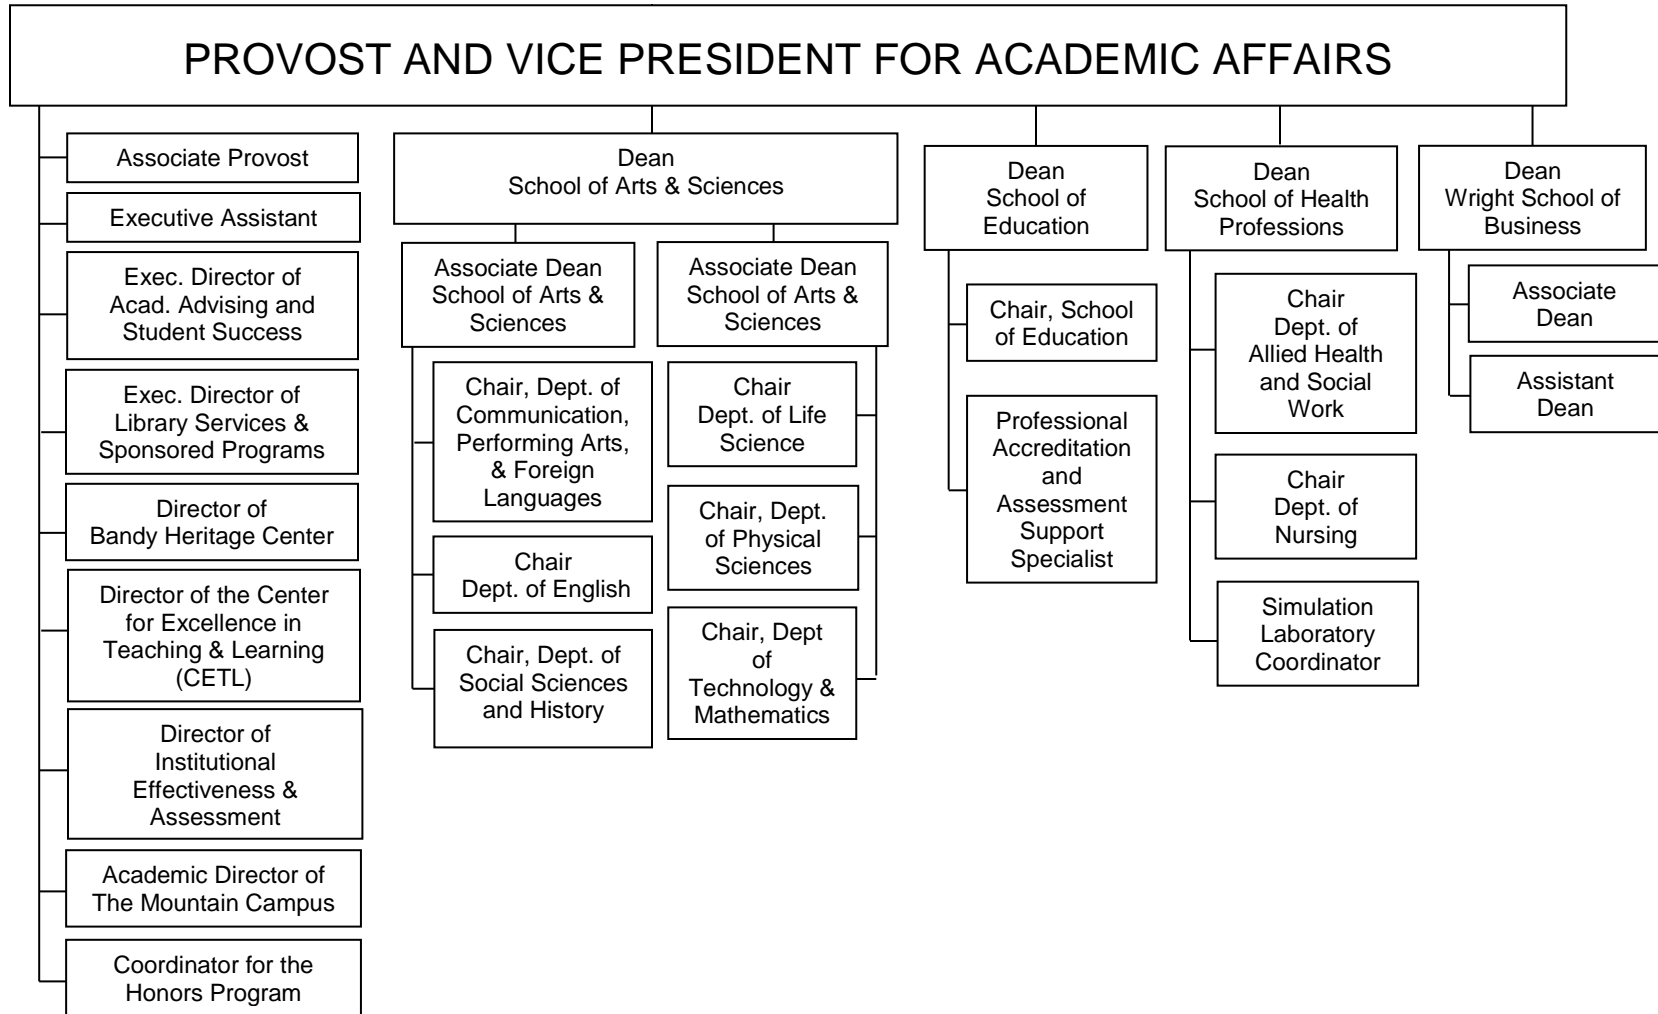 PROVOST AND VICE PRESIDENT FOR ACADEMIC AFFAIRS
Associate Provost
Executive Assistant
Exec. Director of
Acad. Advising and
Student Success
Exec. Director of
Library Services &
Sponsored Programs
Director of
Bandy Heritage Center
Director of the Center
for Excellence in
Teaching & Learning
(CETL)
Director of
Institutional
Effectiveness &
Assessment
Academic Director of
The Mountain Campus
Coordinator for the
Honors Program
Dean
School of Arts & Sciences
Associate Dean
School of Arts &
Sciences
Chair, Dept. of
Communication,
Performing Arts,
& Foreign
Languages
Chair
Dept. of English
Chair, Dept. of
Social Sciences
and History
Associate Dean
School of Arts &
Sciences
Chair
Dept. of Life
Science
Chair, Dept.
of Physical
Sciences
Chair, Dept
of
Technology &
Mathematics
Dean
School of
Education
Chair, School
of Education
Professional
Accreditation
and
Assessment
Support
Specialist
Dean
School of Health
Professions
Chair
Dept. of
Allied Health
and Social
Work
Chair
Dept. of
Nursing
Simulation
Laboratory
Coordinator
Dean
Wright School of
Business
Associate
Dean
Assistant
Dean